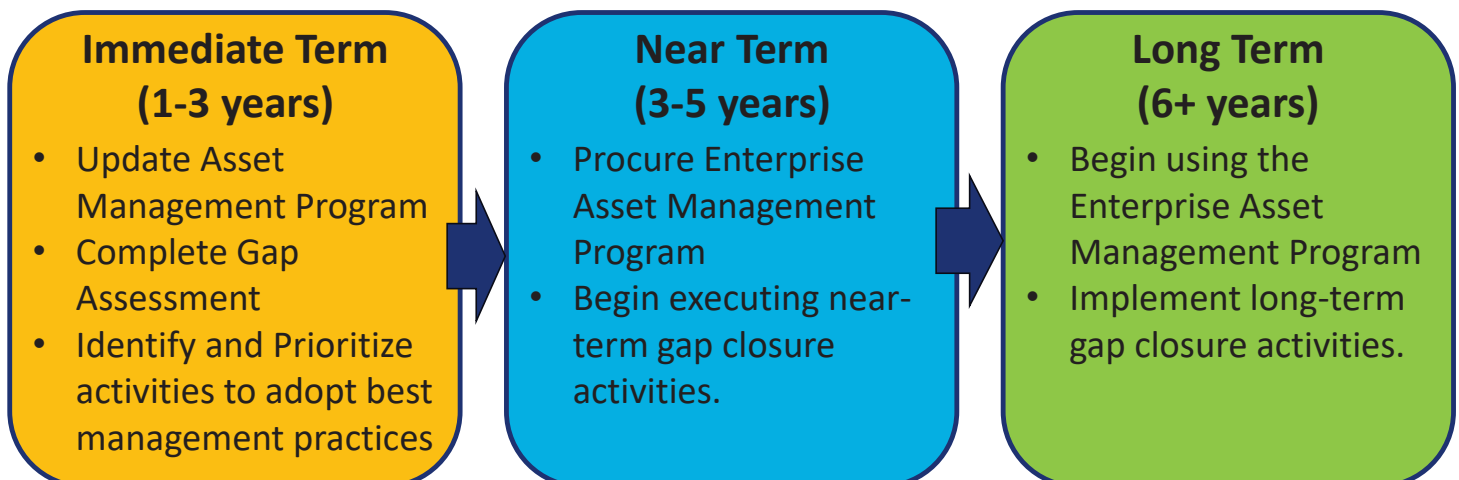 Immediate Term
(1-3 years)
• Update Asset
Management Program
• Complete Gap
Assessment
• Identify and Prioritize
activities to adopt best
management practices
Near Term
(3-5 years)
• Procure Enterprise
Asset Management
Program
• Begin executing near-
term gap closure
activities.
Long Term
(6+ years)
• Begin using the
Enterprise Asset
Management Program
• Implement long-term
gap closure activities.